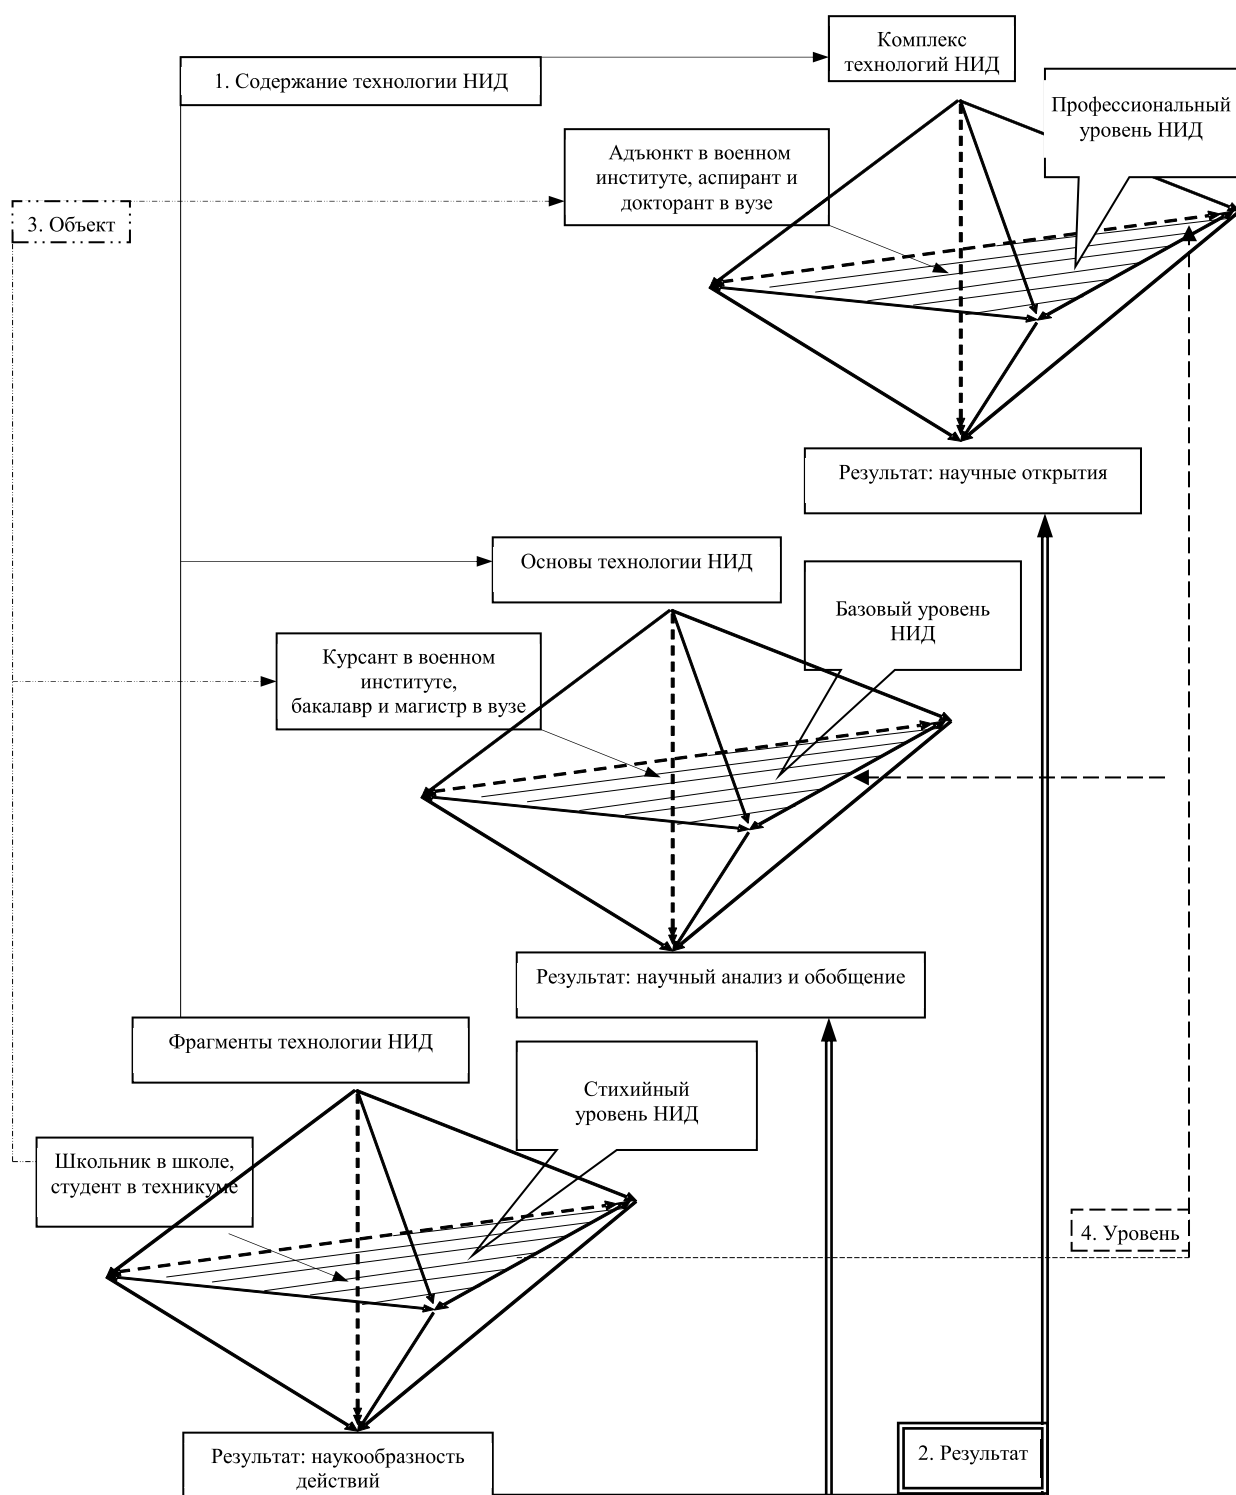 Комплекс
технологий НИД
1. Содержание технологии НИД
Профессиональный
уровень НИД
Адъюнкт в военном
институте, аспирант и
докторант в вузе
3. Объект
Результат: научные открытия
Основы технологии НИД
Базовый уровень
НИД
Курсант в военном
институте,
бакалавр и магистр в вузе
Результат: научный анализ и обобщение
Фрагменты технологии НИД
Стихийный
уровень НИД
Школьник в школе,
студент в техникуме
4. Уровень
Результат: наукообразность
действий
2. Результат